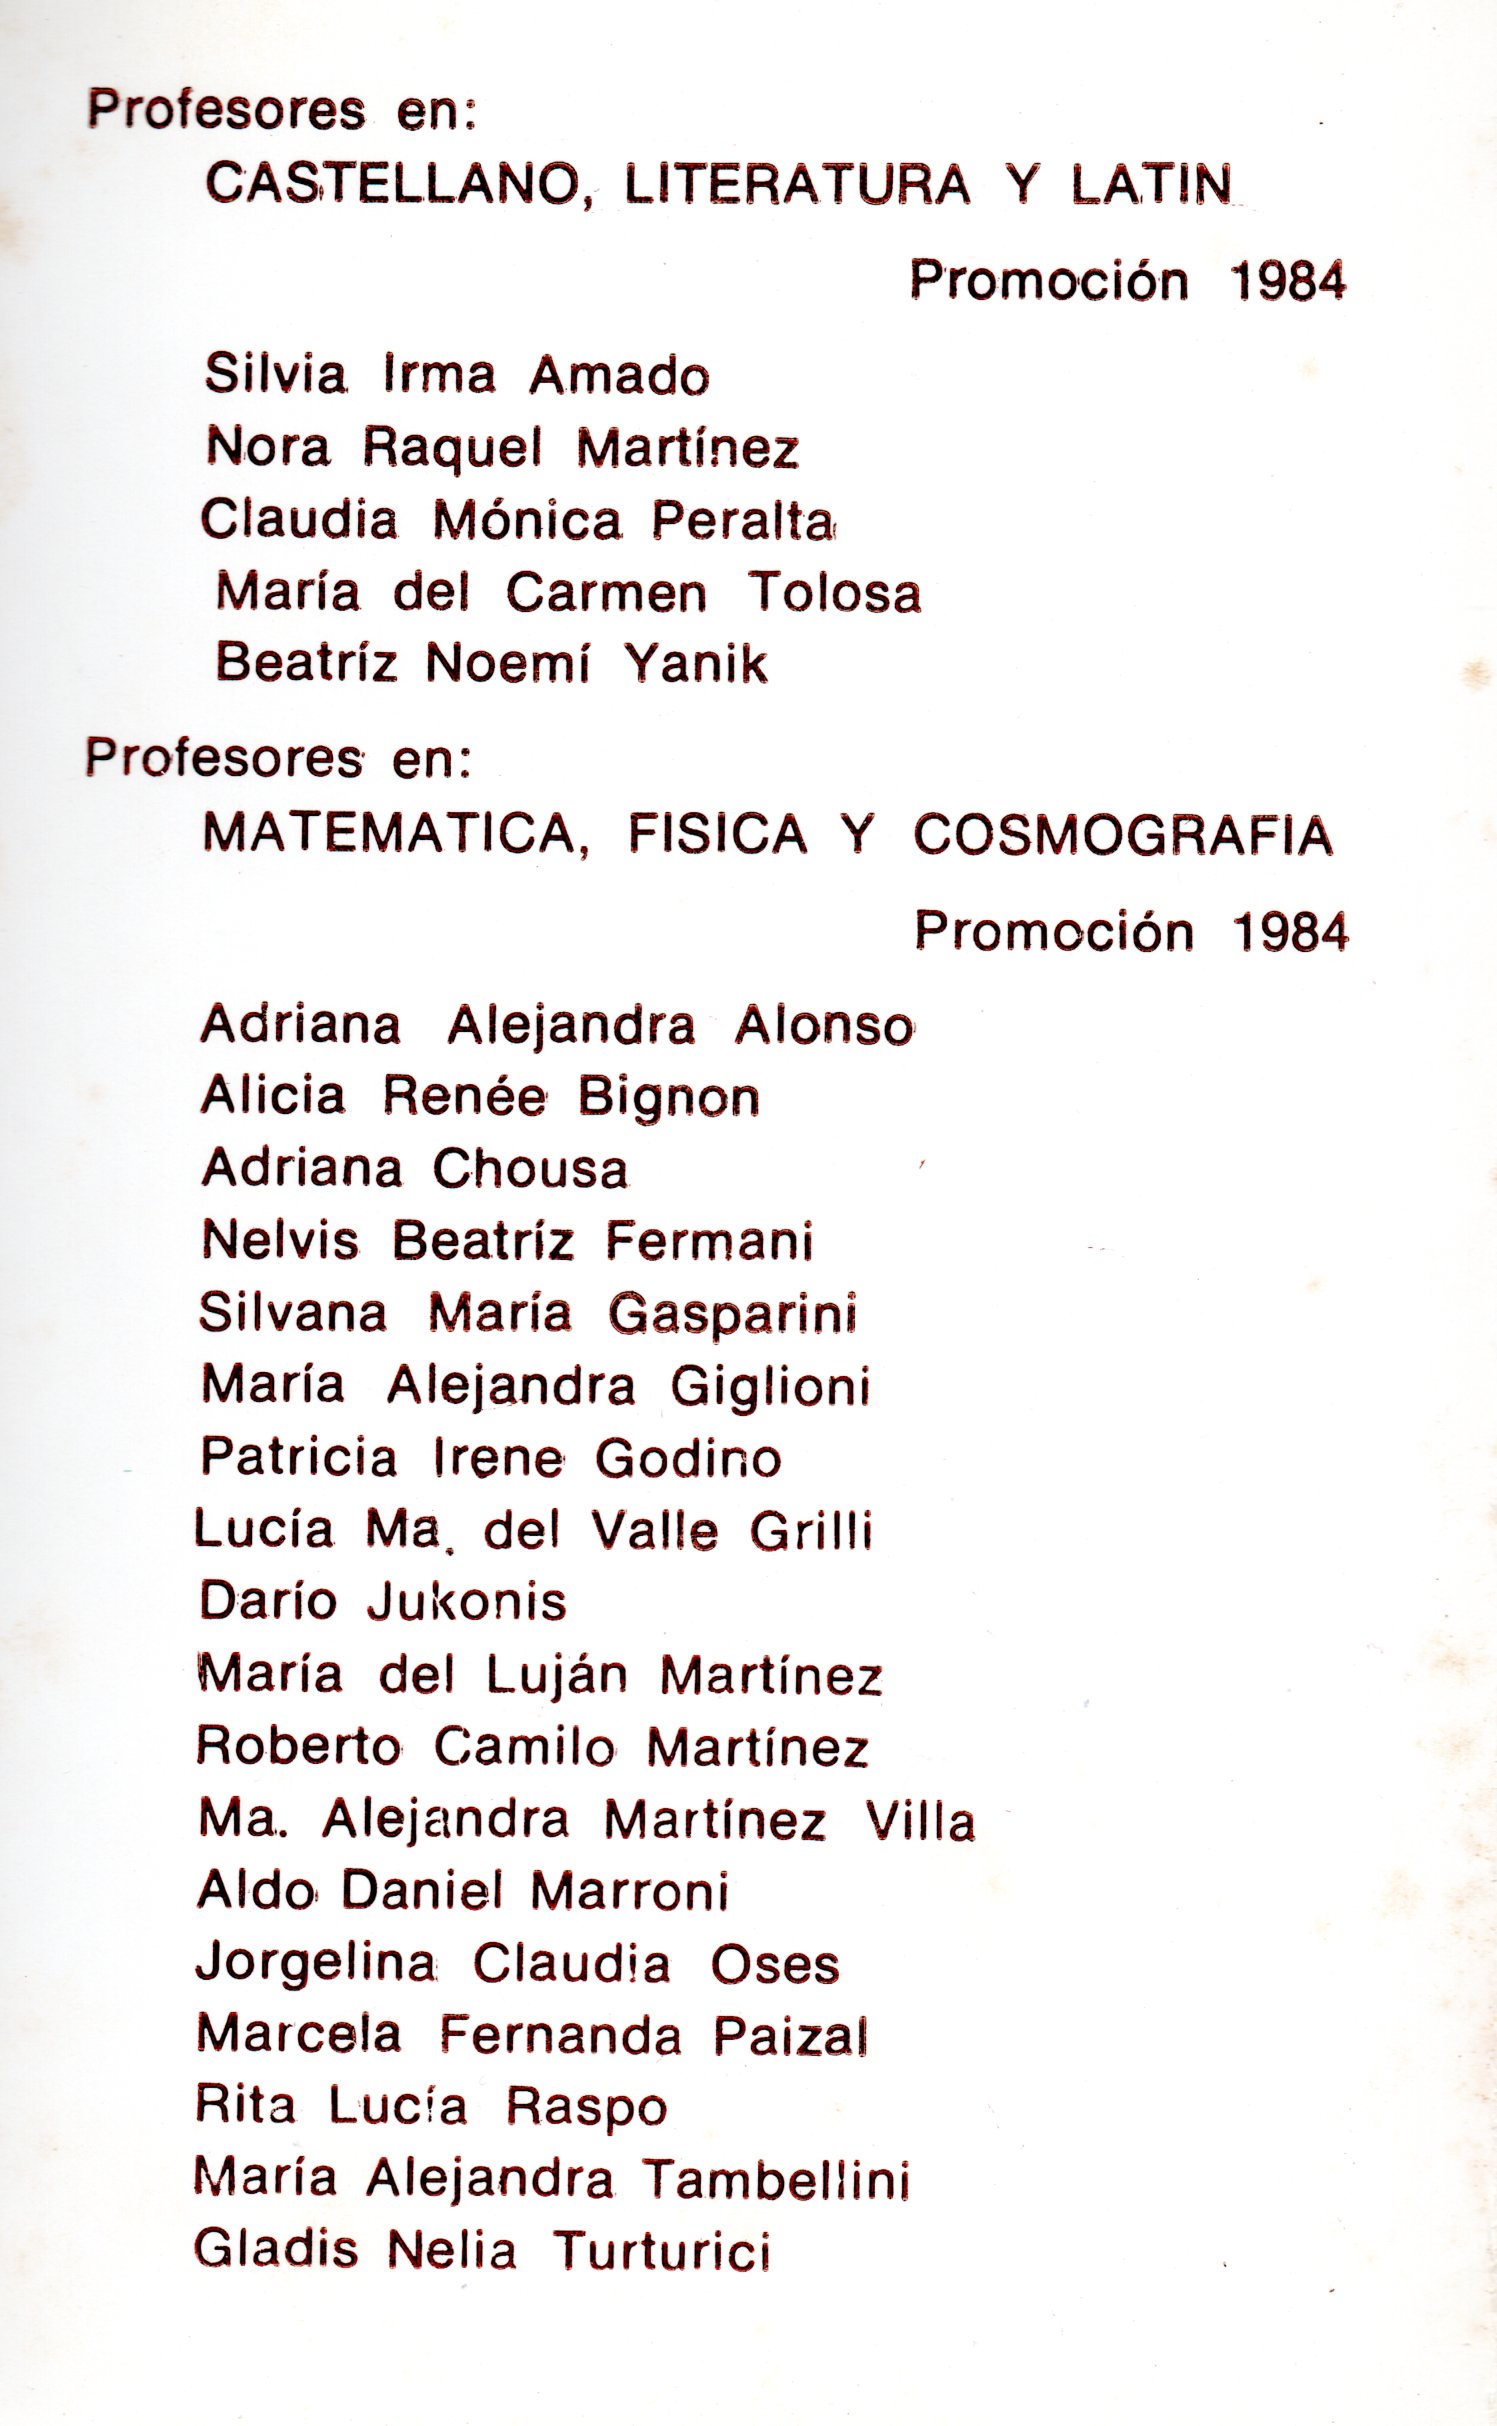 Profesores en:
CASTELLANO, LITERATURA Y LATIN
Promoción 1984
Silvia Irma Amado
Nora Raquel Martínez
Claudia Mónica Peralta
María del Carmen Tolosa
Beatríz Noemí Yanik
Profesores en:
MATEMATICA, FISICA Y COSMOGRAFIA
Promoción 1984
Adriana Alejandra Alonso
Alicia Renée Bignon
Adriana Chousa
Nelvis Beatríz Fermani
Silvana María Gasparini
María Alejandra Giglioni
Patricia Irene Godino
Lucía Ma. del Valle Grilli
Darío Jukonis
María del Luján Martínez
Roberto Camilo Martínez
Ma. Alejandra Martínez Villa
Aldo Daniel Marroni
Jorgelina Claudia Oses
Marcela Fernanda Paizal
Rita Lucía Raspo
María Alejandra Tambellini
Gladis Nelia Turturici